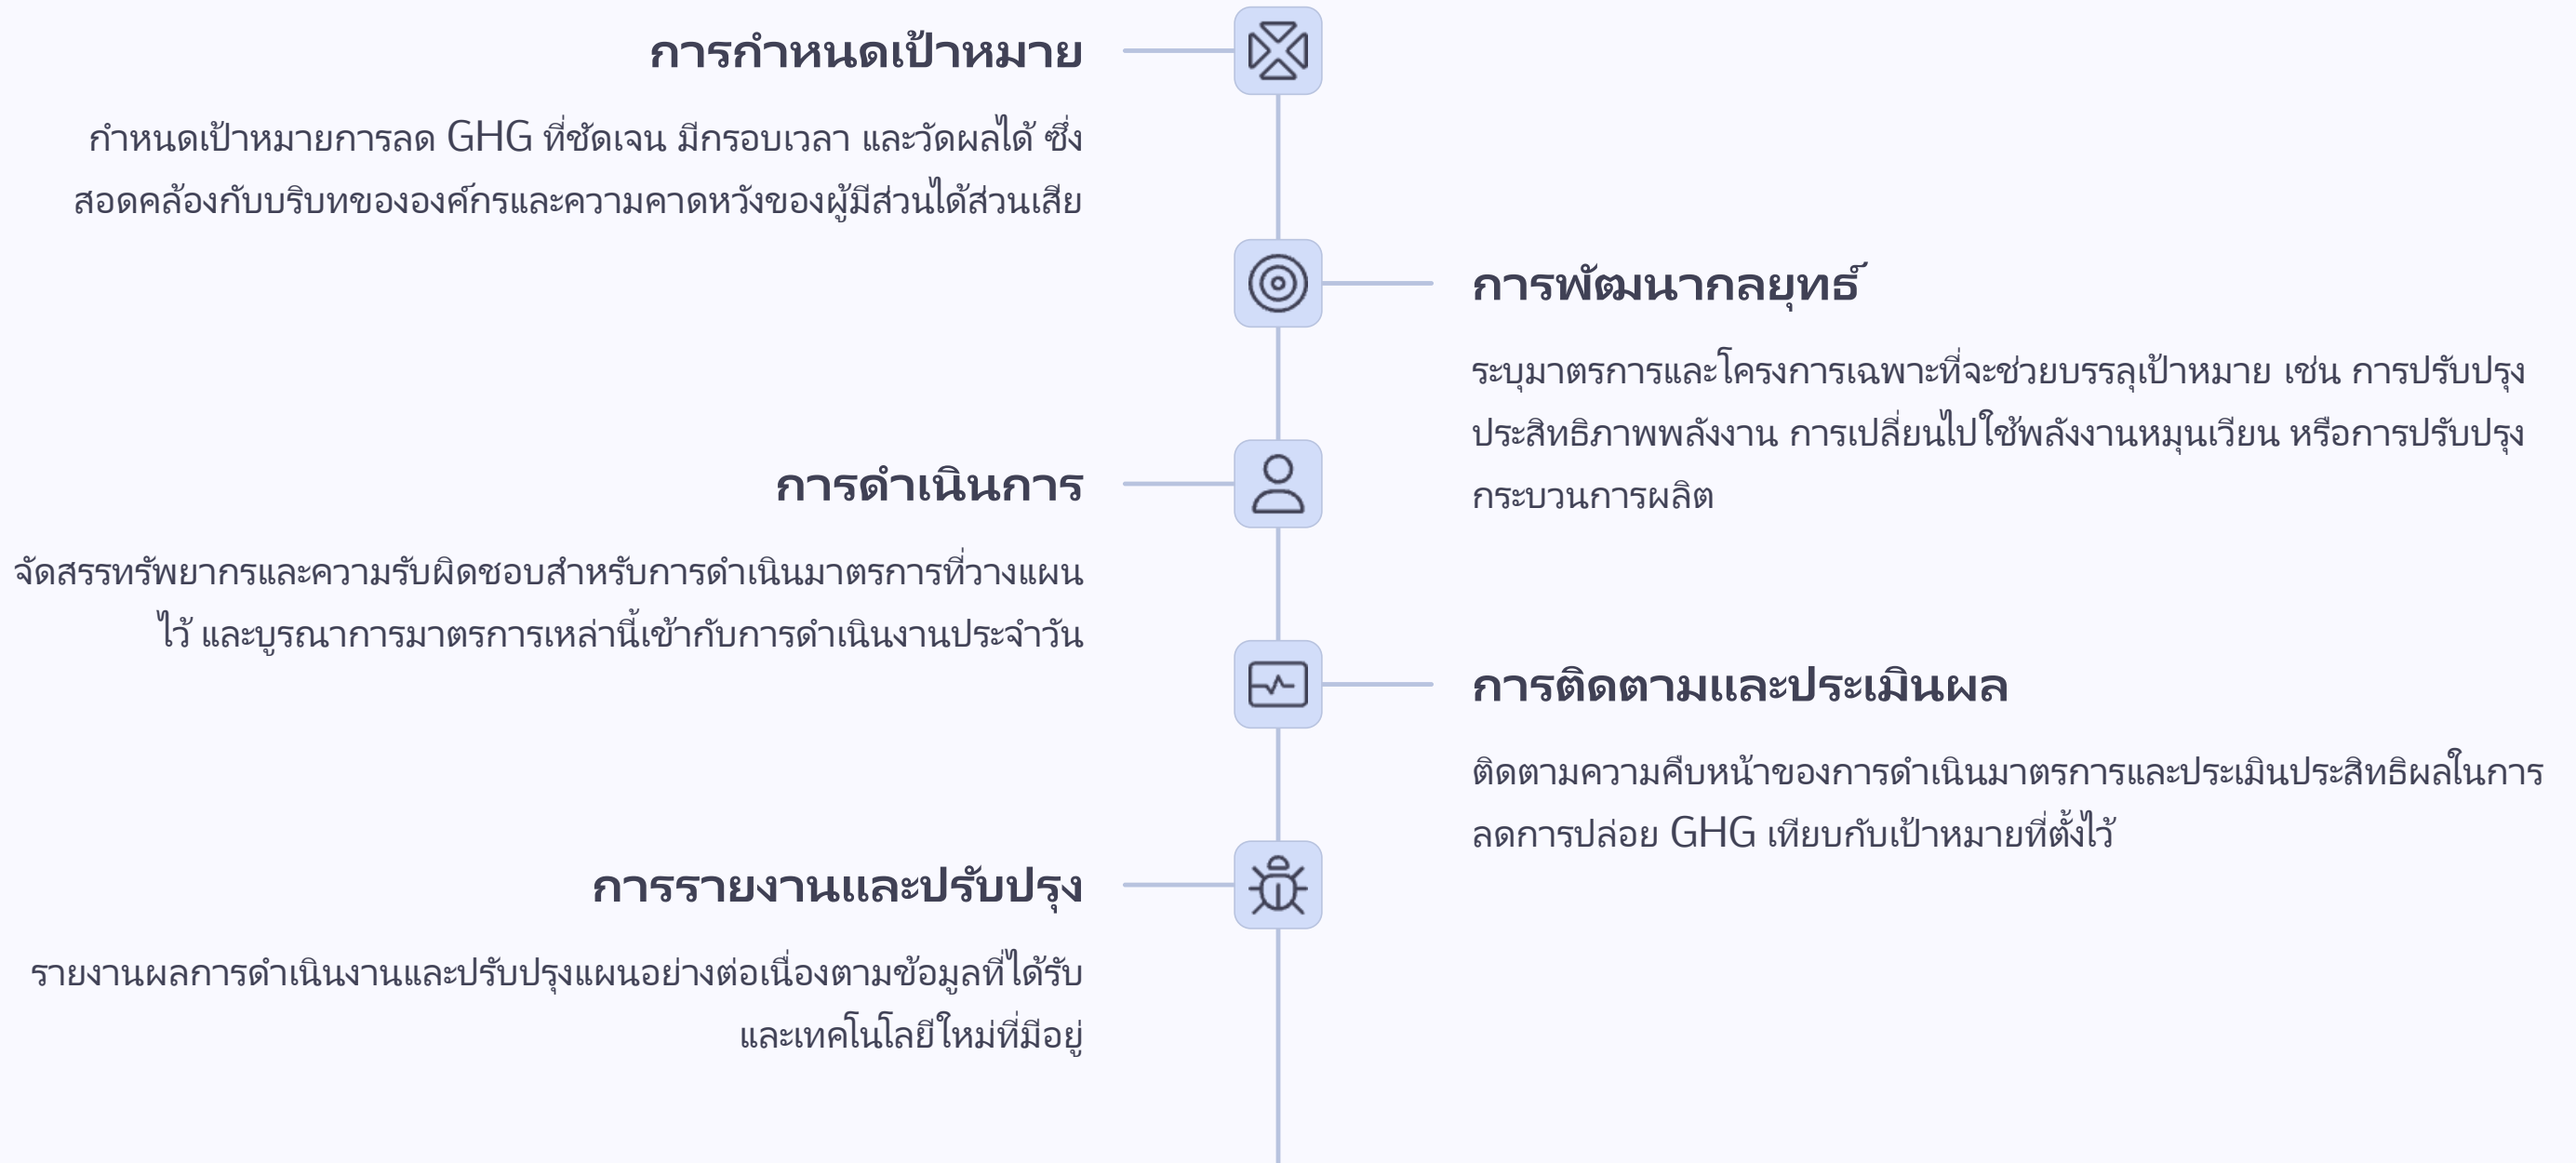 การกำหนดเป้าหมาย
กำหนดเป้าหมายการลด GHG ที่ชัดเจน มีกรอบเวลา และวัดผลได้ ซึ่ง
สอดคล้องกับบริบทขององค์กรและความคาดหวังของผู้มีส่วนได้ส่วนเสีย
การพัฒนากลยุทธ์
ระบุมาตรการและโครงการเฉพาะที่จะช่วยบรรลุเป้าหมาย เช่น การปรับปรุง
ประสิทธิภาพพลังงาน การเปลี่ยนไปใช้พลังงานหมุนเวียน หรือการปรับปรุง
กระบวนการผลิต
การดำเนินการ
จัดสรรทรัพยากรและความรับผิดชอบสำหรับการดำเนินมาตรการที่วางแผน
ไว้ และบูรณาการมาตรการเหล่านี้เข้ากับการดำเนินงานประจำวัน
การติดตามและประเมินผล
ติดตามความคืบหน้าของการดำเนินมาตรการและประเมินประสิทธิผลในการ
ลดการปล่อย GHG เทียบกับเป้าหมายที่ตั้งไว้
การรายงานและปรับปรุง
รายงานผลการดำเนินงานและปรับปรุงแผนอย่างต่อเนื่องตามข้อมูลที่ได้รับ
และเทคโนโลยีใหม่ที่มีอยู่